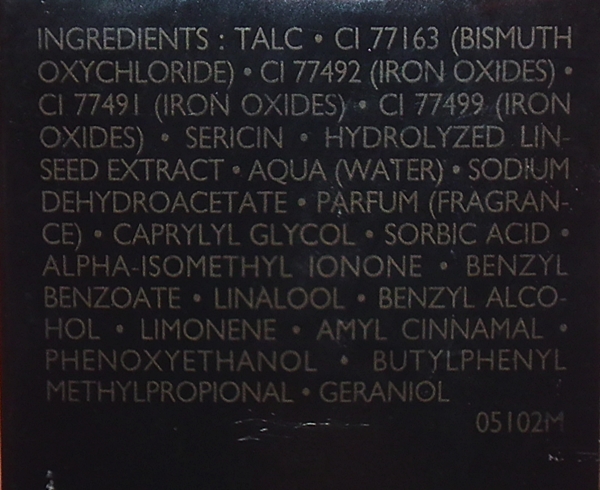 INGREDIENTS : TALC • CI 77163 (BISMUTH
OXYCHLORIDE) • CI 77492 (IRON OXIDES) •
CI 77491 (IRON OXIDES) • CI 77499 (IRON
OXIDES) • SERICIN • HYDROLYZED LIN-
SEED EXTRACT • AQUA (WATER) • SODIUM
DEHYDROACETATE • PARFUM (FRAGRAN-
CE) • CAPRYLYL GLYCOL • SORBIC ACID •
ALPHA-ISOMETHYL IONONE • BENZYL
BENZOATE • LINALOOL • BENZYL ALCO-
HOL • LIMONENE • AMYL CINNAMAL •
PHENOXYETHANOL • BUTYLPHENYL
METHYLPROPIONAL • GERANIOL
05102M